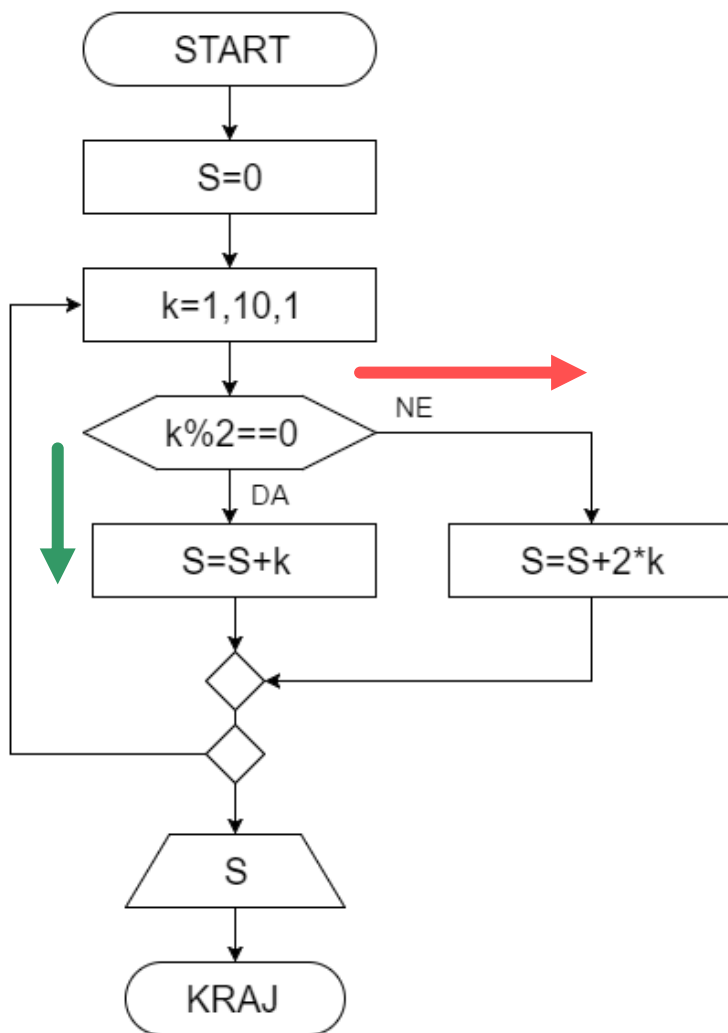 START
S=0
k=1,10,1
NE
k%2==0
DA
S=S+k
S=S+2*k
S
KRAJ